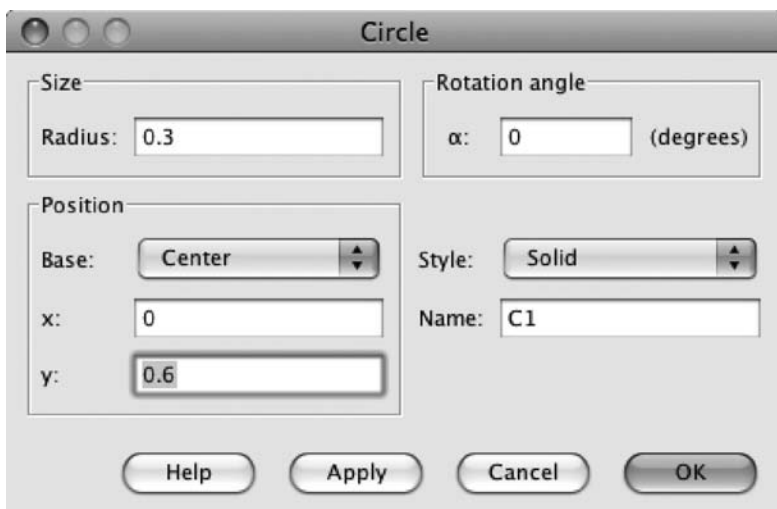 Circle
Size
Radius: 0.3
Rotation angle
α: 0 (degrees)
Position
Base: Center
x: 0
y: 0.6
Style: Solid
Name: C1
Help Apply Cancel OK